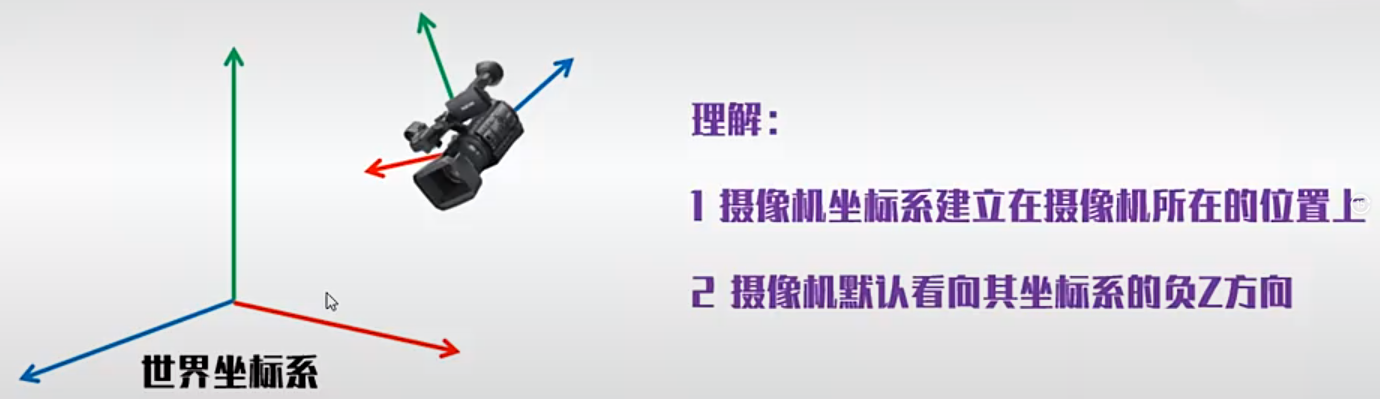 理解：
1 摄像机坐标系建立在摄像机所在的位置上
2 摄像机默认看向其坐标系的负Z方向
世界坐标系